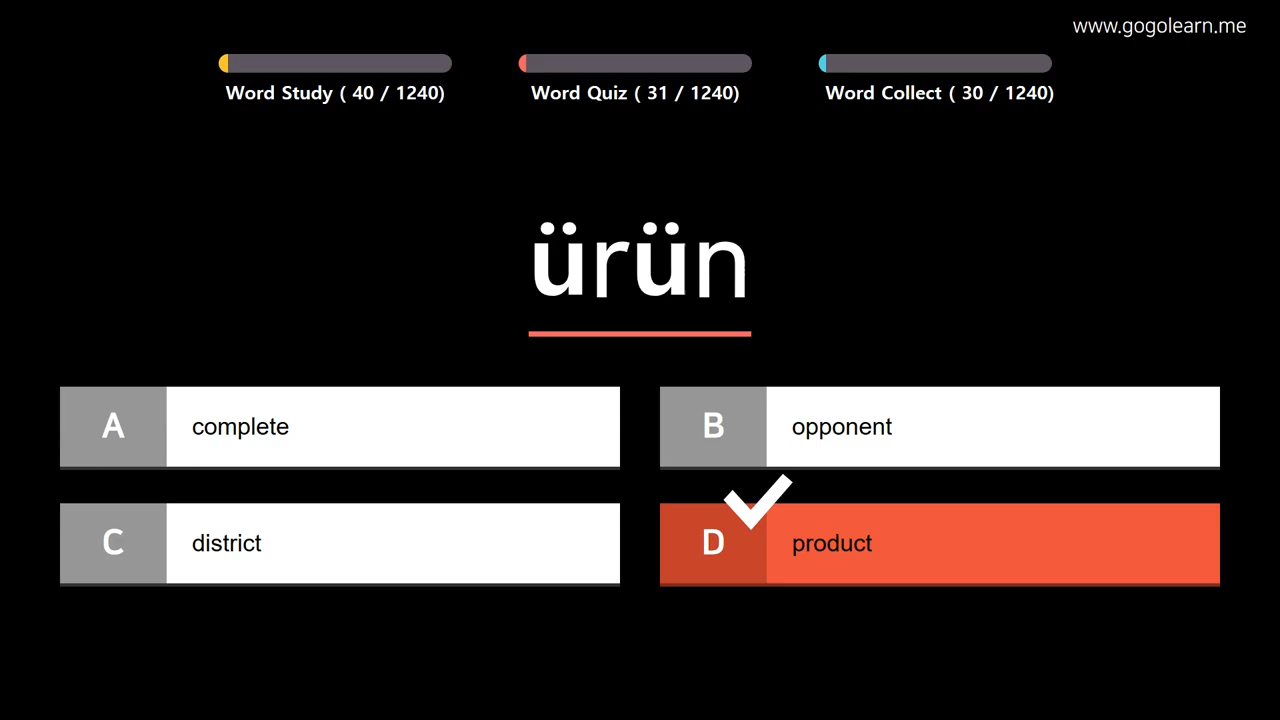 www.gogolearn.me
Word Study ( 40 / 1240)
Word Quiz ( 31 / 1240)
Word Collect ( 30 / 1240)
ürün
A complete
B opponent
C district
D product